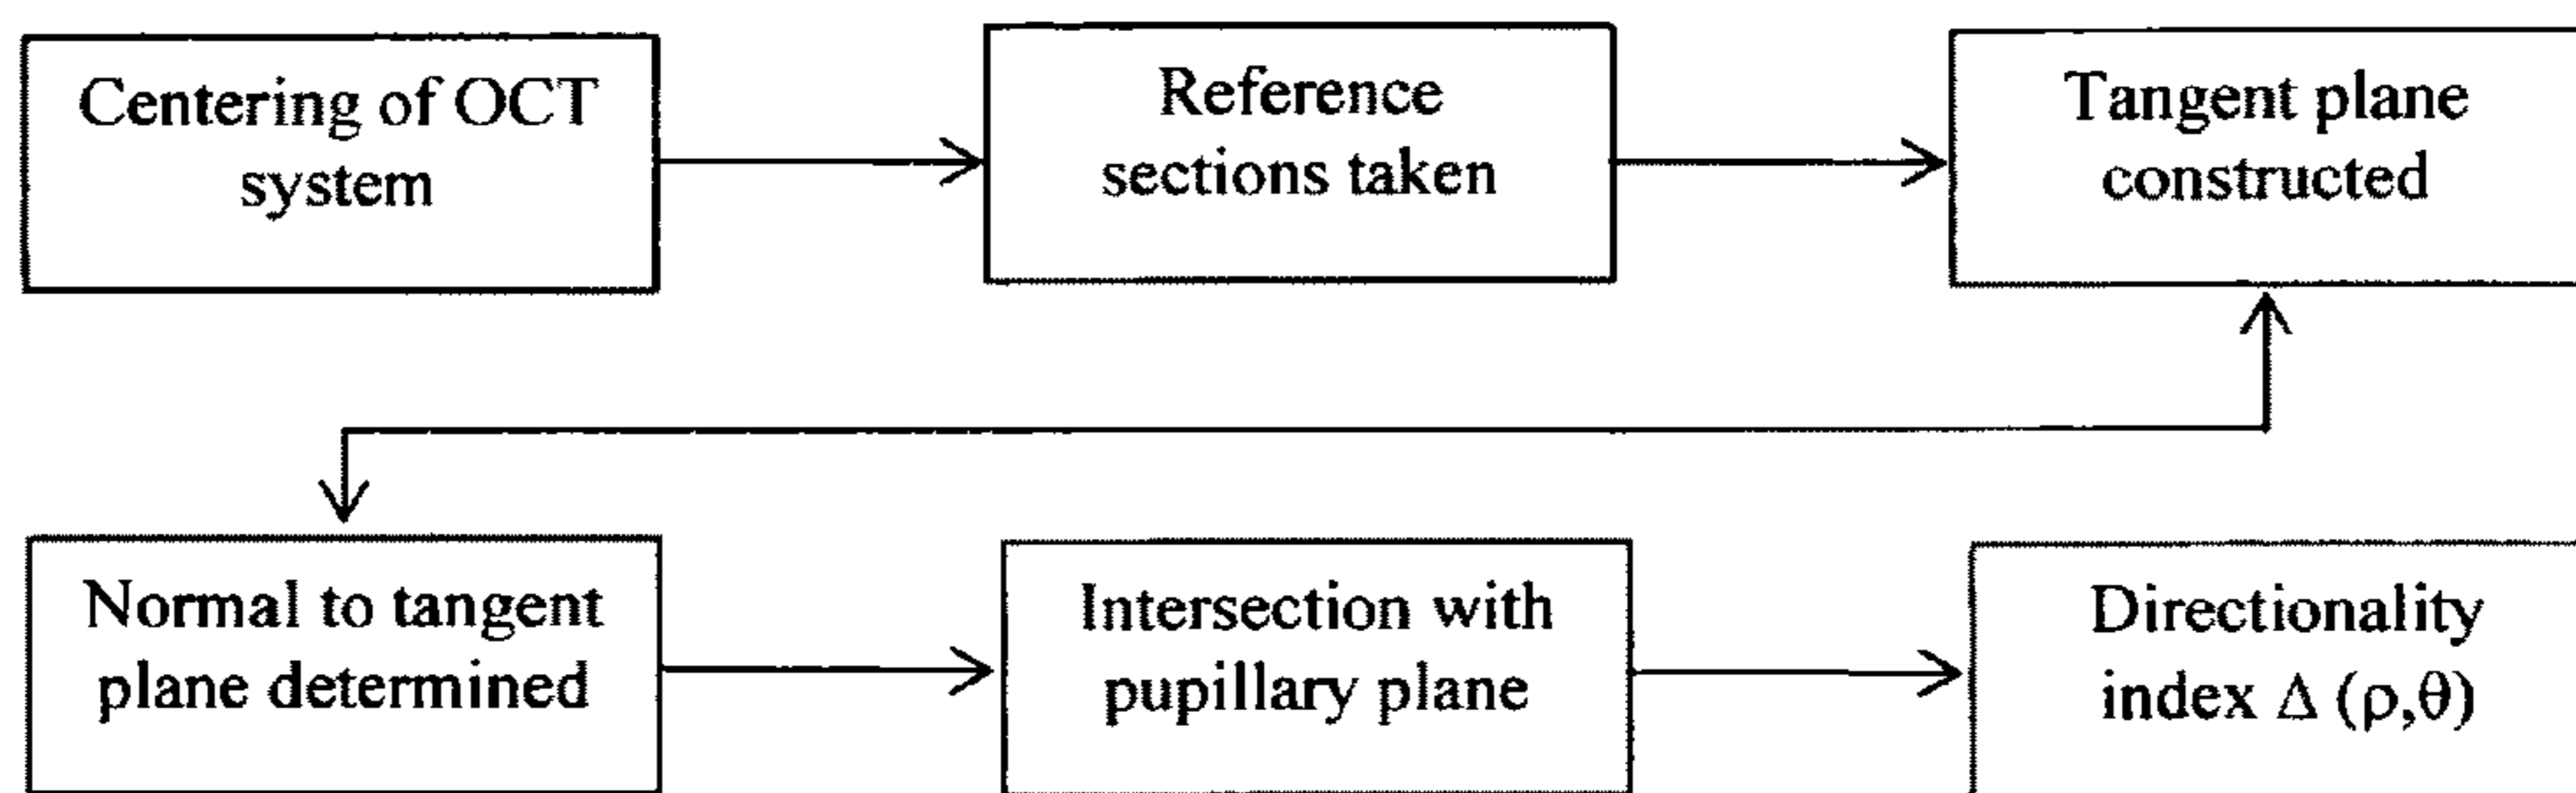 Centering of OCT
system
Reference
sections taken
Tangent plane
constructed
Normal to tangent
plane determined
Intersection with
pupillary plane
Directionality
index Δ (ρ,θ)